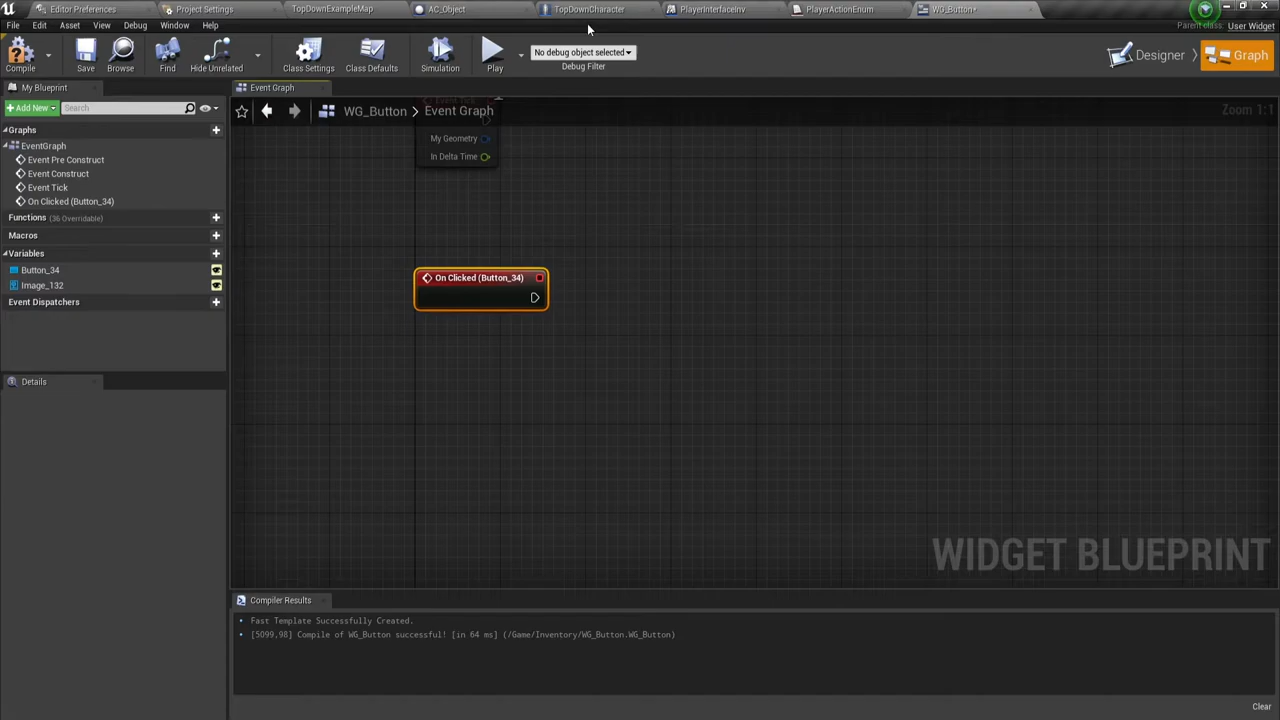 Editor Preferences
Project Settings
TopDownExampleMap
AC_Object
TopDownCharacter
PlayerInterfaceInv
PlayerActionEnum
WG_Button*
File Edit Asset View Debug Window Help
Parent class: User Widget
Compile
Save
Browse
Find
Hide Unrelated
Class Settings
Class Defaults
Simulation
Play
No debug object selected
Debug Filter
Designer
Graph
My Blueprint
Event Graph
+Add New
Search
WG_Button > Event Graph
Zoom 1:1
Event Tick
My Geometry
In Delta Time
Graphs
EventGraph
Event Pre Construct
Event Construct
Event Tick
On Clicked (Button_34)
Functions (36 Overridable)
Macros
Variables
Button_34
Image_132
Event Dispatchers
On Clicked (Button_34)
Details
WIDGET BLUEPRINT
Compiler Results
Fast Template Successfully Created.
[5099,98] Compile of WG_Button successful! [in 64 ms] (/Game/Inventory/WG_Button.WG_Button)
Clear